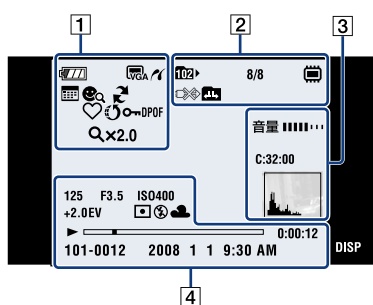 1
2
3
VGA
102
8/8
DPOF
×2.0
音量
C:32:00
125 F3.5 ISO400
+2.0EV
0:00:12
101-0012 2008 1 1 9:30 AM
DISP
4